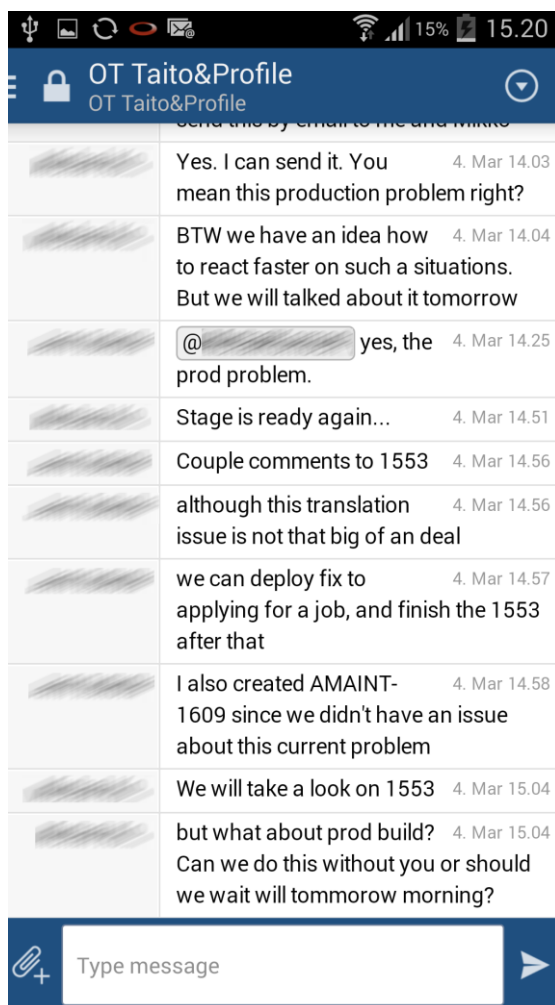 15% 15.20
OT Taito&Profile
OT Taito&Profile
send this by email to me and Mikko
Yes. I can send it. You 4. Mar 14.03
mean this production problem right?
BTW we have an idea how 4. Mar 14.04
to react faster on such a situations.
But we will talked about it tomorrow
@ yes, the 4. Mar 14.25
prod problem.
Stage is ready again... 4. Mar 14.51
Couple comments to 1553 4. Mar 14.56
although this translation 4. Mar 14.56
issue is not that big of an deal
we can deploy fix to 4. Mar 14.57
applying for a job, and finish the 1553
after that
I also created AMAINT- 4. Mar 14.58
1609 since we didn't have an issue
about this current problem
We will take a look on 1553 4. Mar 15.04
but what about prod build? 4. Mar 15.04
Can we do this without you or should
we wait will tommorow morning?
Type message